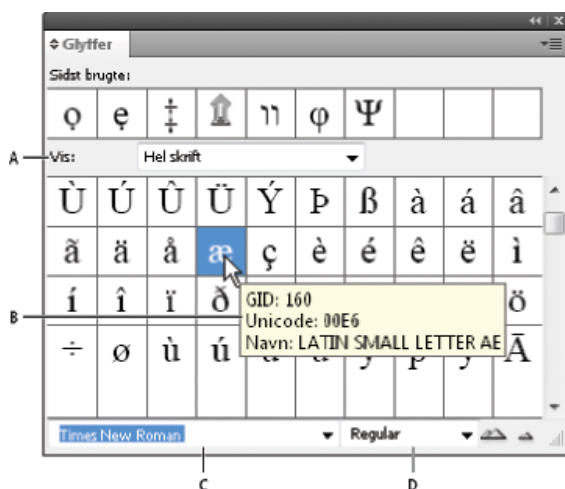 Glyffer
Sidst brugte:
ọ ẹ ‡ װ φ Ψ
A
Vis: Hel skrift
Ù Ú Û Ü Ý Þ ß à á â
ã ä å æ ç è é ê ë ì
í î ï ð ö
GID: 160
B
Unicode: 00E6
÷ ø ù ú Ā
Navn: LATIN SMALL LETTER AE
Times New Roman Regular
C D